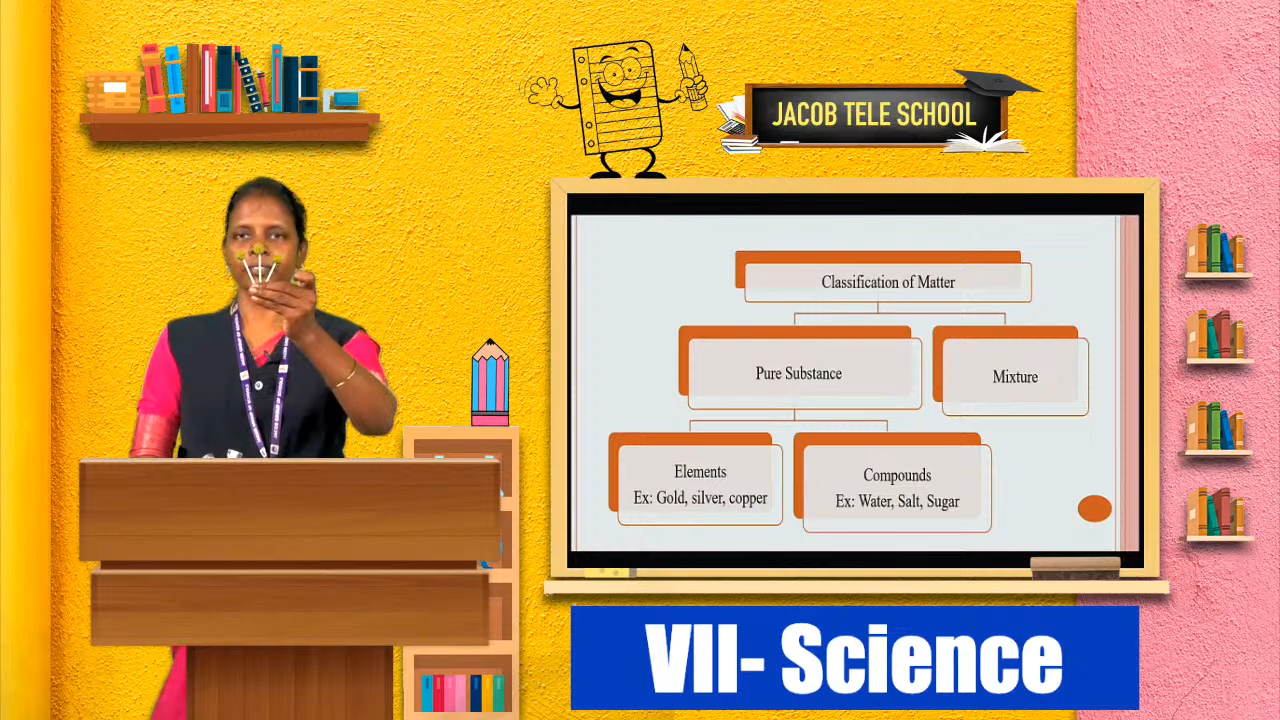 JACOB TELE SCHOOL
Classification of Matter
Pure Substance
Mixture
Elements
Ex: Gold, silver, copper
Compounds
Ex: Water, Salt, Sugar
VII- Science